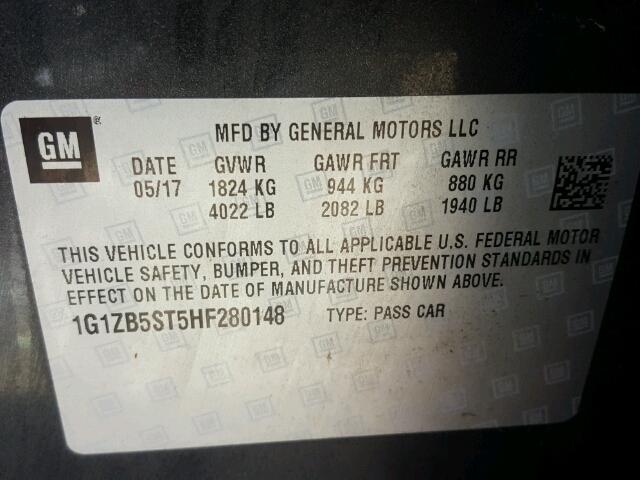 GM
®
MFD BY GENERAL MOTORS LLC
DATE GVWR GAWR FRT GAWR RR
05/17 1824 KG 944 KG 880 KG
4022 LB 2082 LB 1940 LB
THIS VEHICLE CONFORMS TO ALL APPLICABLE U.S. FEDERAL MOTOR
VEHICLE SAFETY, BUMPER, AND THEFT PREVENTION STANDARDS IN
EFFECT ON THE DATE OF MANUFACTURE SHOWN ABOVE.
1G1ZB5ST5HF280148 TYPE: PASS CAR